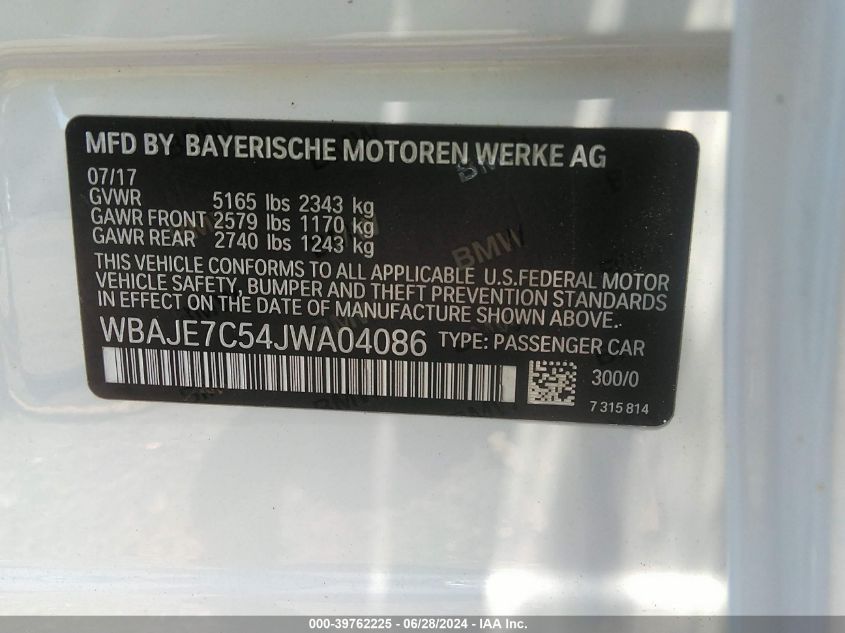 MFD BY BAYERISCHE MOTOREN WERKE AG
07/17
GVWR 5165 lbs 2343 kg
GAWR FRONT 2579 lbs 1170 kg
GAWR REAR 2740 lbs 1243 kg
THIS VEHICLE CONFORMS TO ALL APPLICABLE U.S.FEDERAL MOTOR
VEHICLE SAFETY, BUMPER AND THEFT PREVENTION STANDARDS
IN EFFECT ON THE DATE OF MANUFACTURE SHOWN ABOVE.
WBAJE7C54JWA04086 TYPE: PASSENGER CAR
300/0
7 315 814
000-39762225 - 06/28/2024 - IAA Inc.